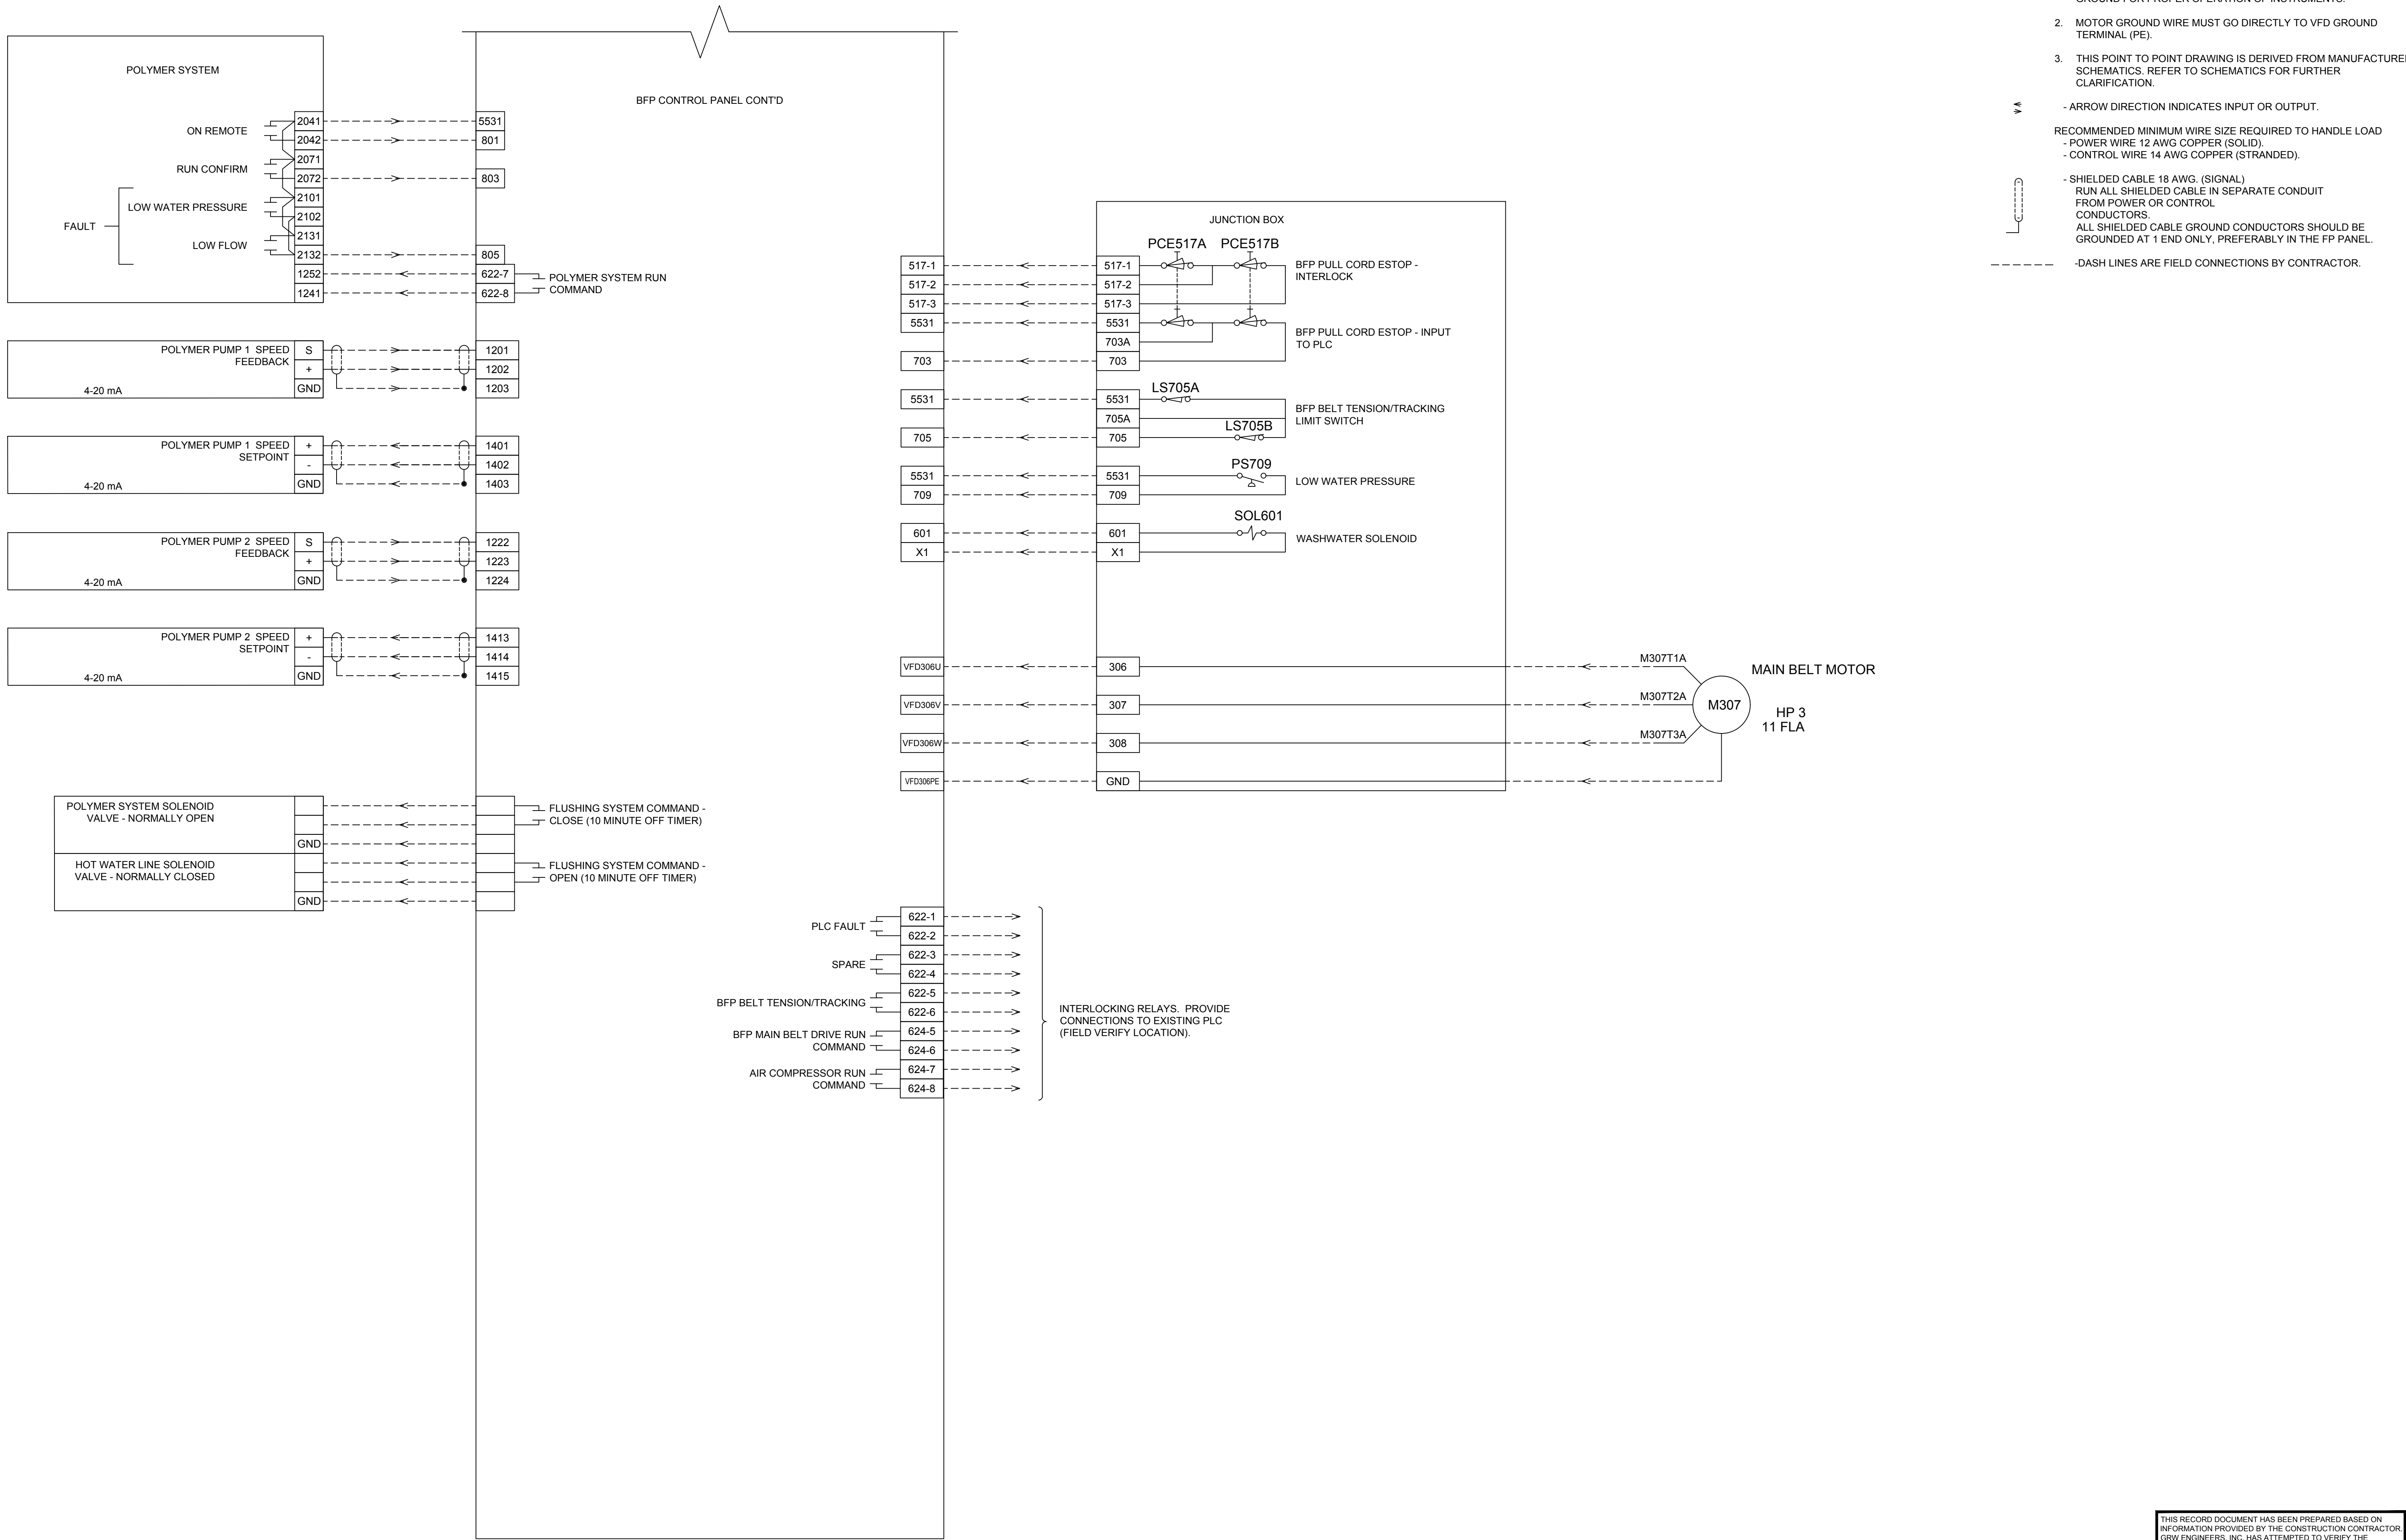 POLYMER SYSTEM
ON REMOTE
RUN CONFIRM
LOW WATER PRESSURE
FAULT
LOW FLOW
2041
2042
2071
2072
2101
2102
2131
2132
1252
1241
5531
801
803
805
622-7
622-8
POLYMER SYSTEM RUN
COMMAND
BFP CONTROL PANEL CONT'D
POLYMER PUMP 1 SPEED
FEEDBACK
4-20 mA
S
+
GND
1201
1202
1203
POLYMER PUMP 1 SPEED
SETPOINT
4-20 mA
+
-
GND
1401
1402
1403
POLYMER PUMP 2 SPEED
FEEDBACK
4-20 mA
S
+
GND
1222
1223
1224
POLYMER PUMP 2 SPEED
SETPOINT
4-20 mA
+
-
GND
1413
1414
1415
POLYMER SYSTEM SOLENOID
VALVE - NORMALLY OPEN
GND
HOT WATER LINE SOLENOID
VALVE - NORMALLY CLOSED
GND
FLUSHING SYSTEM COMMAND -
CLOSE (10 MINUTE OFF TIMER)
FLUSHING SYSTEM COMMAND -
OPEN (10 MINUTE OFF TIMER)
517-1
517-2
517-3
5531
703
5531
705
5531
709
601
X1
VFD306U
VFD306V
VFD306W
VFD306PE
JUNCTION BOX
PCE517A PCE517B
517-1
517-2
517-3
5531
703A
703
BFP PULL CORD ESTOP -
INTERLOCK
BFP PULL CORD ESTOP - INPUT
TO PLC
LS705A
5531
705A
LS705B
705
BFP BELT TENSION/TRACKING
LIMIT SWITCH
PS709
5531
709
LOW WATER PRESSURE
SOL601
601
X1
WASHWATER SOLENOID
306
307
308
GND
M307T1A
M307T2A
M307T3A
M307
MAIN BELT MOTOR
HP 3
11 FLA
PLC FAULT
SPARE
BFP BELT TENSION/TRACKING
BFP MAIN BELT DRIVE RUN
COMMAND
AIR COMPRESSOR RUN
COMMAND
622-1
622-2
622-3
622-4
622-5
622-6
624-5
624-6
624-7
624-8
INTERLOCKING RELAYS. PROVIDE
CONNECTIONS TO EXISTING PLC
(FIELD VERIFY LOCATION).
GROUND FOR PROPER OPERATION OF INSTRUMENTS.
2. MOTOR GROUND WIRE MUST GO DIRECTLY TO VFD GROUND
TERMINAL (PE).
3. THIS POINT TO POINT DRAWING IS DERIVED FROM MANUFACTURE
SCHEMATICS. REFER TO SCHEMATICS FOR FURTHER
CLARIFICATION.
- ARROW DIRECTION INDICATES INPUT OR OUTPUT.
RECOMMENDED MINIMUM WIRE SIZE REQUIRED TO HANDLE LOAD
- POWER WIRE 12 AWG COPPER (SOLID).
- CONTROL WIRE 14 AWG COPPER (STRANDED).
- SHIELDED CABLE 18 AWG. (SIGNAL)
RUN ALL SHIELDED CABLE IN SEPARATE CONDUIT
FROM POWER OR CONTROL
CONDUCTORS.
ALL SHIELDED CABLE GROUND CONDUCTORS SHOULD BE
GROUNDED AT 1 END ONLY, PREFERABLY IN THE FP PANEL.
-DASH LINES ARE FIELD CONNECTIONS BY CONTRACTOR.
THIS RECORD DOCUMENT HAS BEEN PREPARED BASED ON
INFORMATION PROVIDED BY THE CONSTRUCTION CONTRACTOR.
GRW ENGINEERS, INC. HAS ATTEMPTED TO VERIFY THE